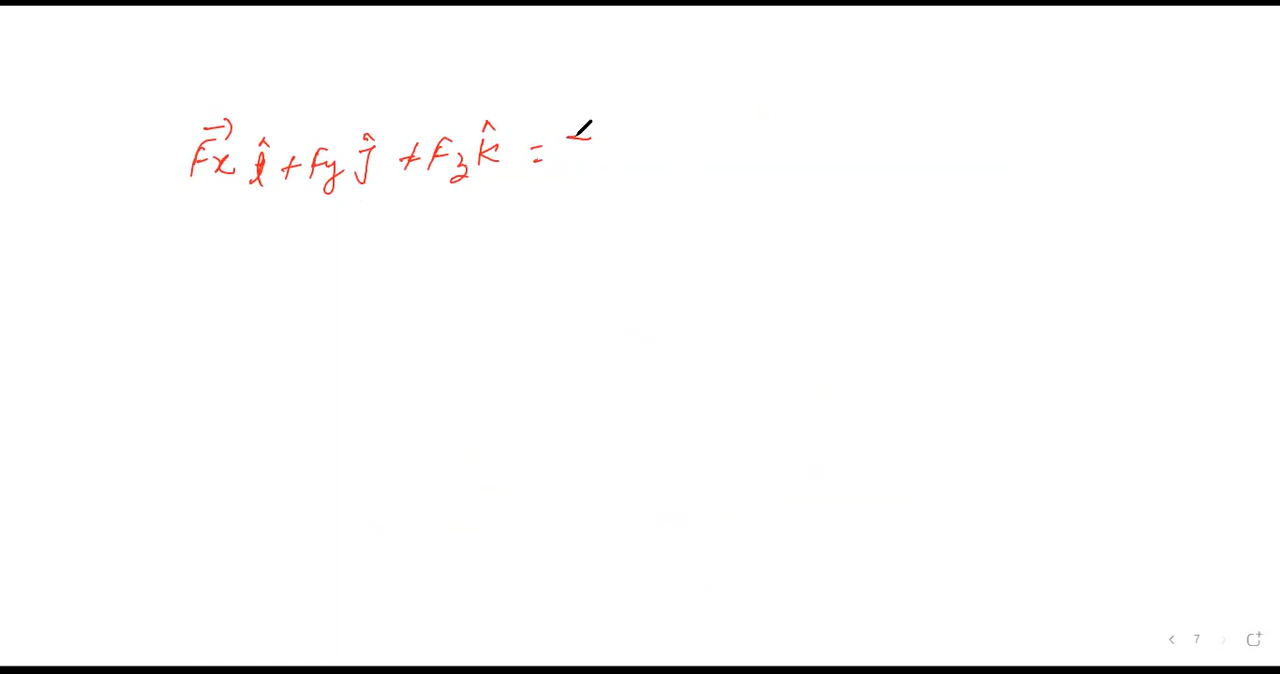 F⃗x î + Fy ĵ + Fz k̂ =
7